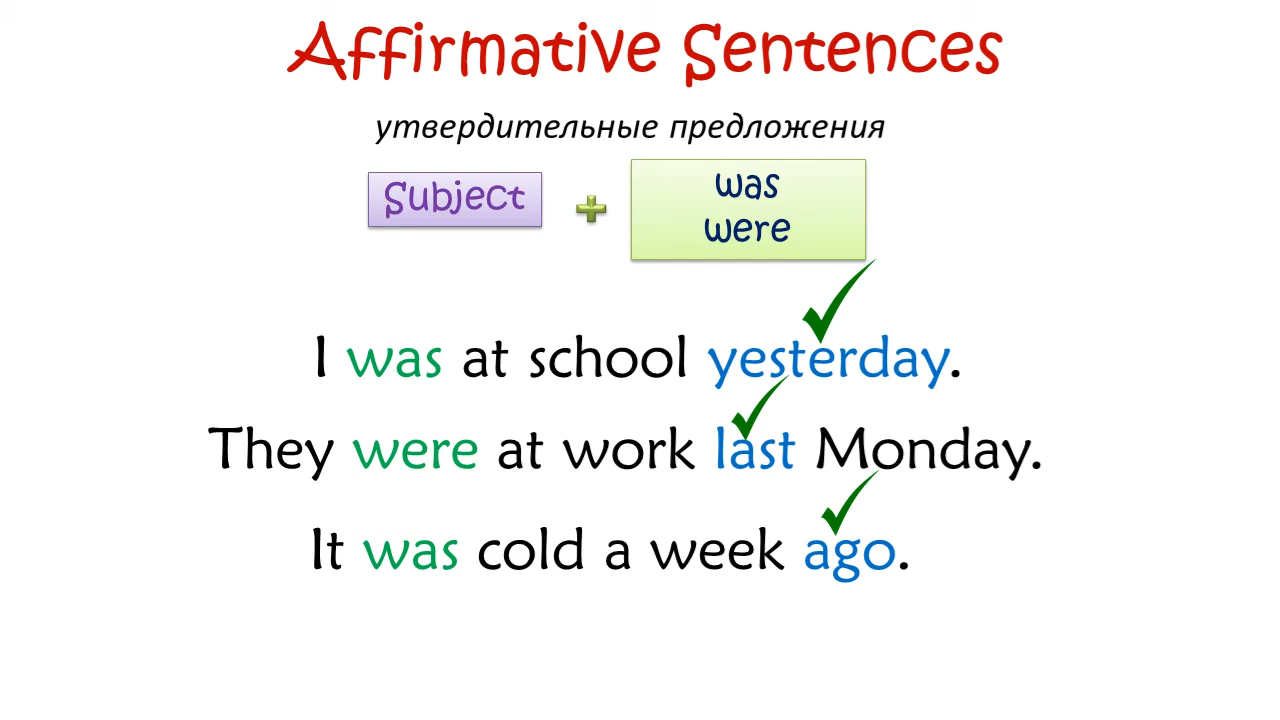 Affirmative Sentences
утвердительные предложения
Subject
was
were
I was at school yesterday.
They were at work last Monday.
It was cold a week ago.